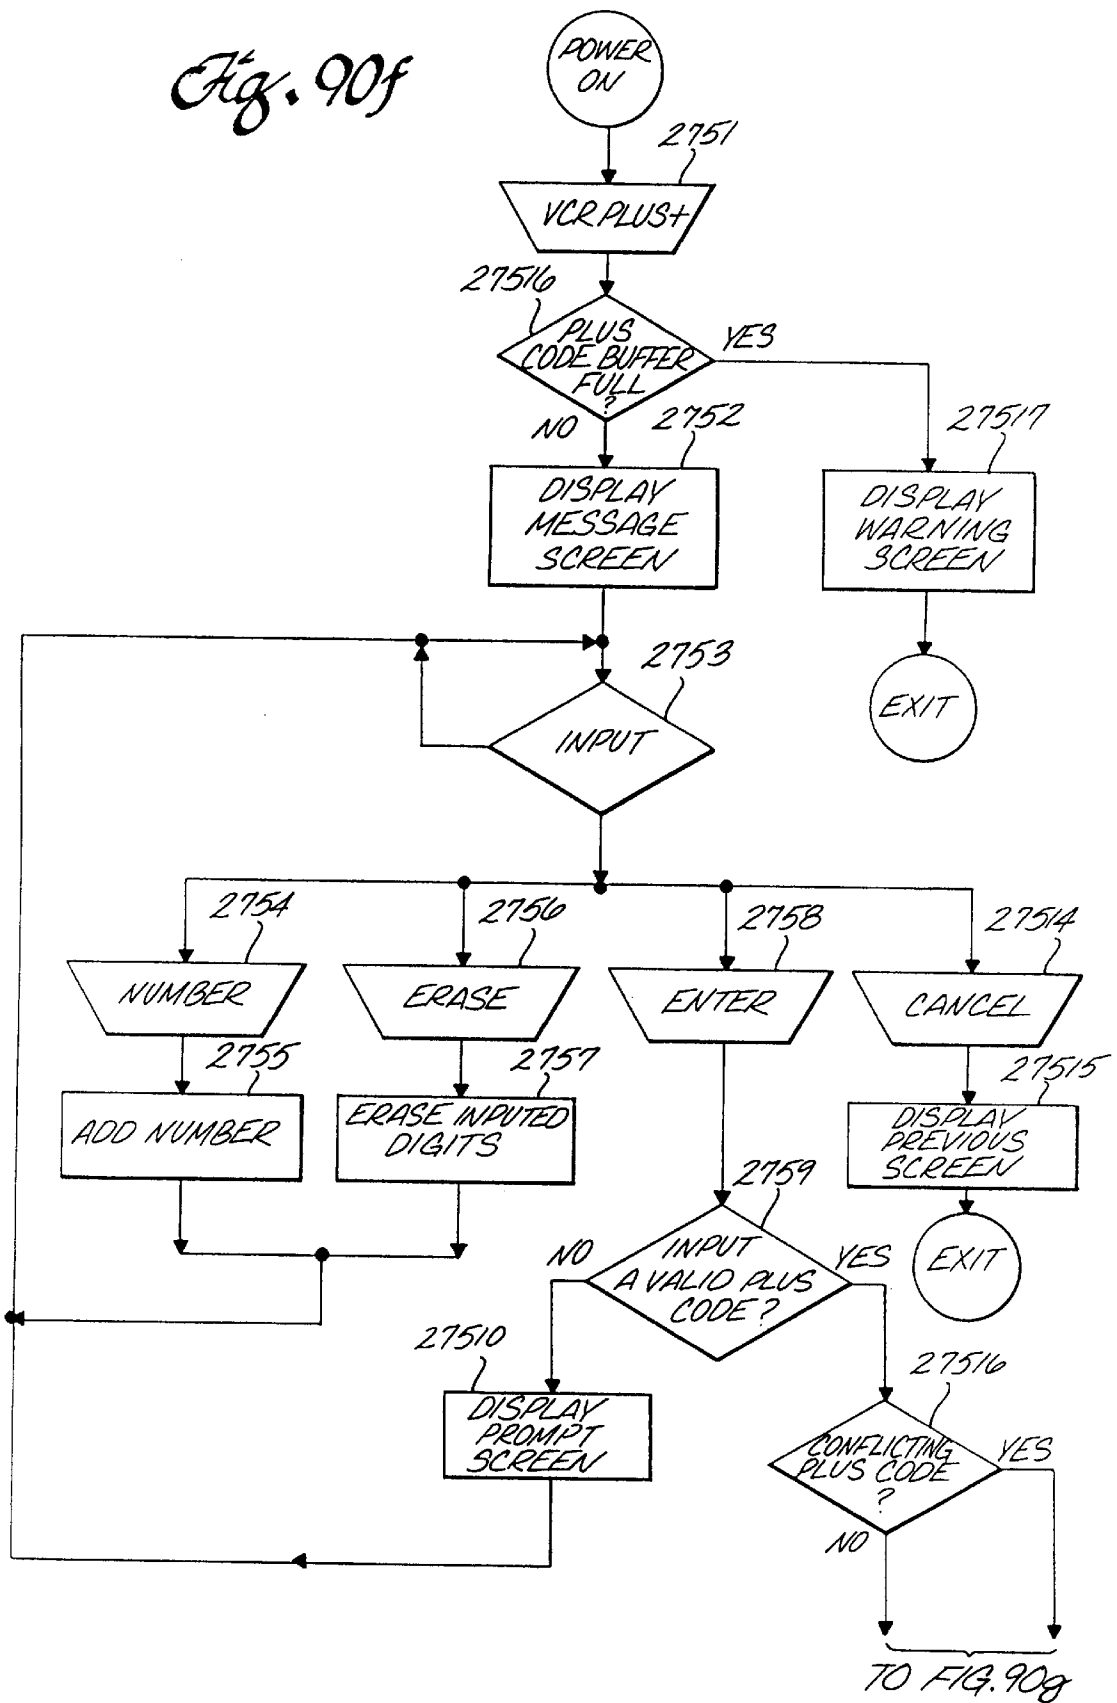 Fig. 90f
POWER
ON
2751
VCR PLUS+
27516
PLUS
CODE BUFFER
FULL
?
YES
NO
2752
27517
DISPLAY
MESSAGE
SCREEN
DISPLAY
WARNING
SCREEN
2753
INPUT
EXIT
2754
2756
2758
27514
NUMBER
ERASE
ENTER
CANCEL
2755
2757
27515
ADD NUMBER
ERASE INPUTED
DIGITS
DISPLAY
PREVIOUS
SCREEN
2759
NO
INPUT
A VALID PLUS
CODE?
YES
EXIT
27510
27516
DISPLAY
PROMPT
SCREEN
CONFLICTING
PLUS CODE
?
YES
NO
TO FIG. 90g